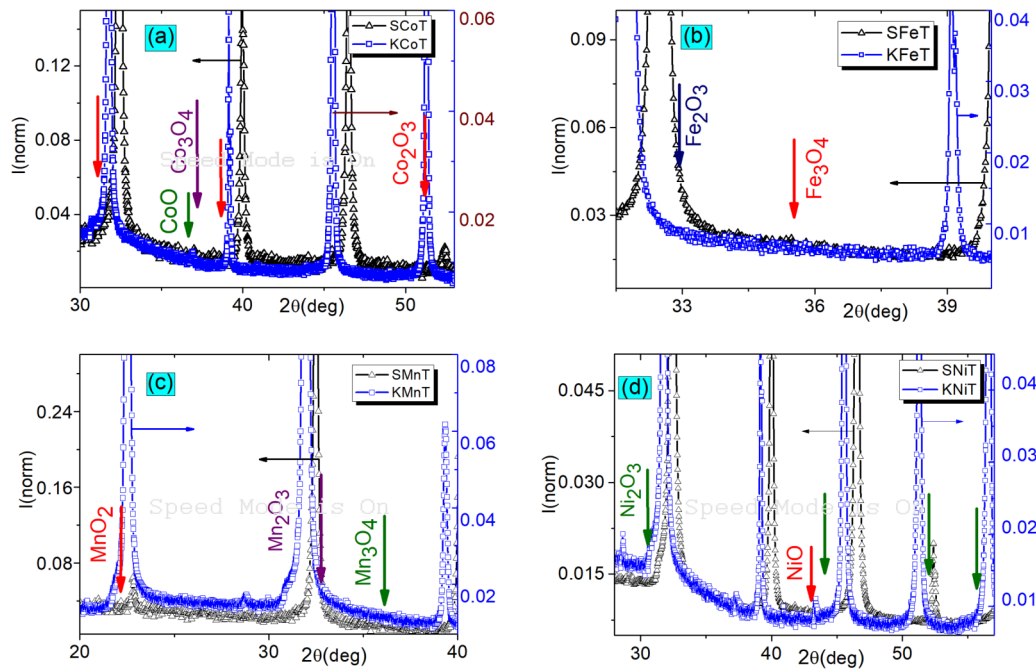 (a)
SCoT
KCoT
0.06
0.12
0.08
0.04
0.04
0.02
I(norm)
CoO
Co3O4
Co2O3
Speed Mode is On
30
40
50
2θ(deg)
(b)
SFeT
KFeT
0.04
0.03
0.02
0.01
0.09
0.06
0.03
I(norm)
Fe2O3
Fe3O4
33
36
39
2θ(deg)
(c)
SMnT
KMnT
0.08
0.06
0.04
0.02
0.24
0.16
0.08
I(norm)
MnO2
Mn2O3
Mn3O4
Speed Mode is On
20
30
40
2θ(deg)
(d)
SNiT
KNiT
0.04
0.03
0.02
0.01
0.045
0.030
0.015
I(norm)
Ni2O3
NiO
Speed Mode is On
30
40
50
2θ(deg)